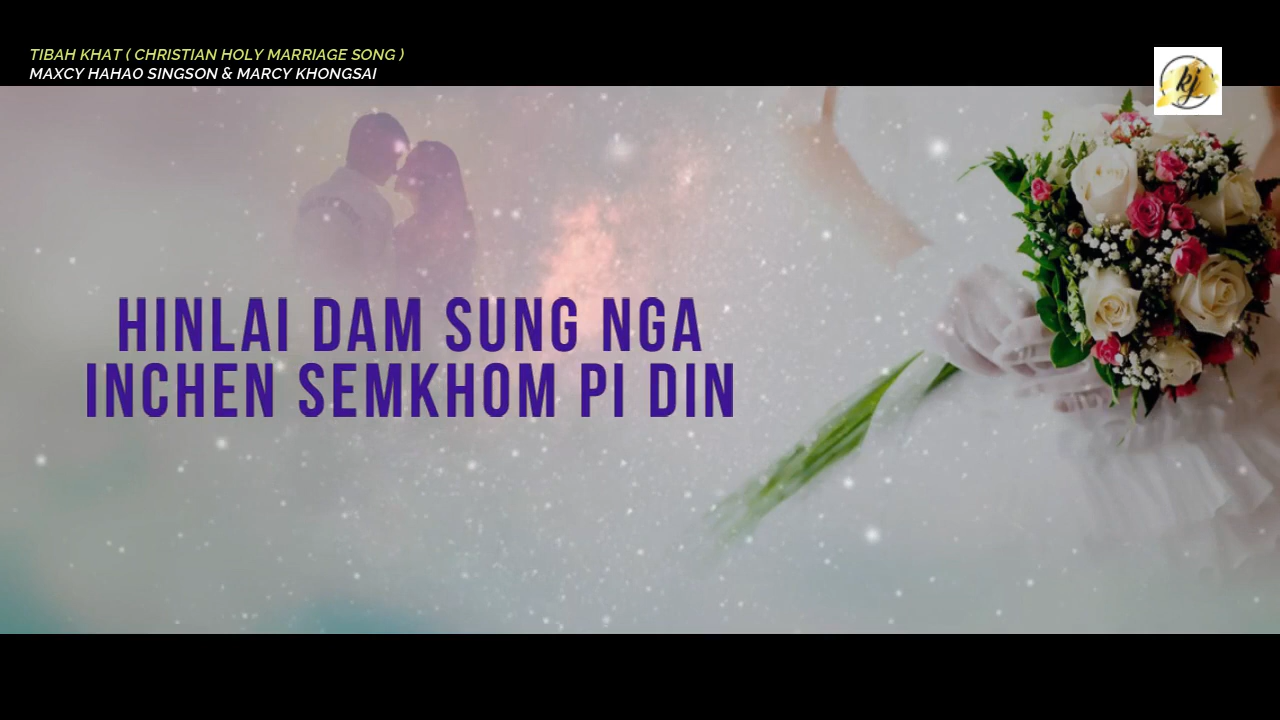 TIBAH KHAT ( CHRISTIAN HOLY MARRIAGE SONG )
MAXCY HAHAO SINGSON & MARCY KHONGSAI
kj
HINLAI DAM SUNG NGA
INCHEN SEMKHOM PI DIN